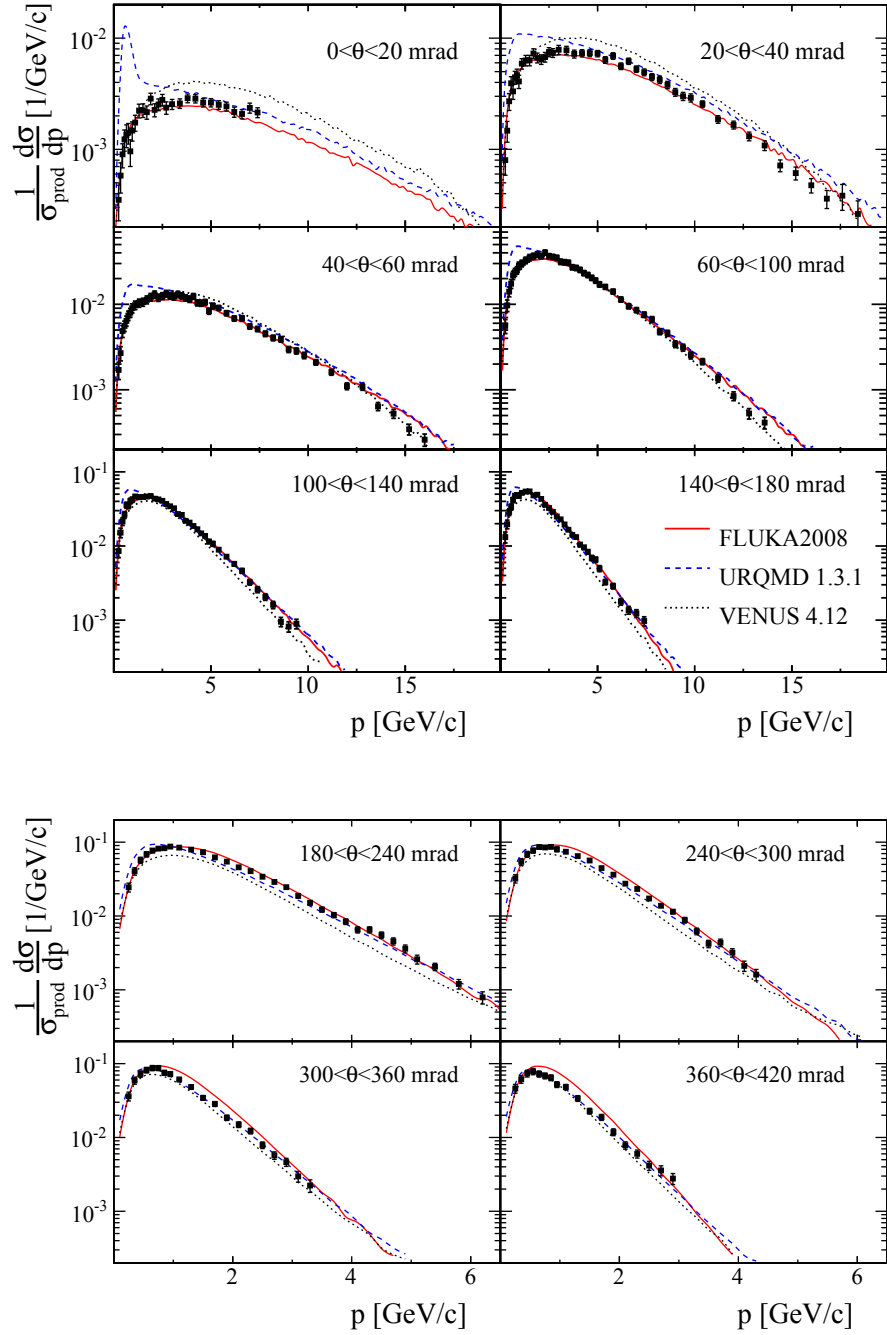 1/σprod dσ/dp [1/GeV/c]
10⁻²
10⁻³
0<θ<20 mrad
20<θ<40 mrad
10⁻²
10⁻³
40<θ<60 mrad
60<θ<100 mrad
10⁻¹
10⁻²
10⁻³
100<θ<140 mrad
140<θ<180 mrad
FLUKA2008
URQMD 1.3.1
VENUS 4.12
5 10 15
5 10 15
p [GeV/c]
p [GeV/c]
1/σprod dσ/dp [1/GeV/c]
10⁻¹
10⁻²
10⁻³
180<θ<240 mrad
240<θ<300 mrad
10⁻¹
10⁻²
10⁻³
300<θ<360 mrad
360<θ<420 mrad
2 4 6
2 4 6
p [GeV/c]
p [GeV/c]